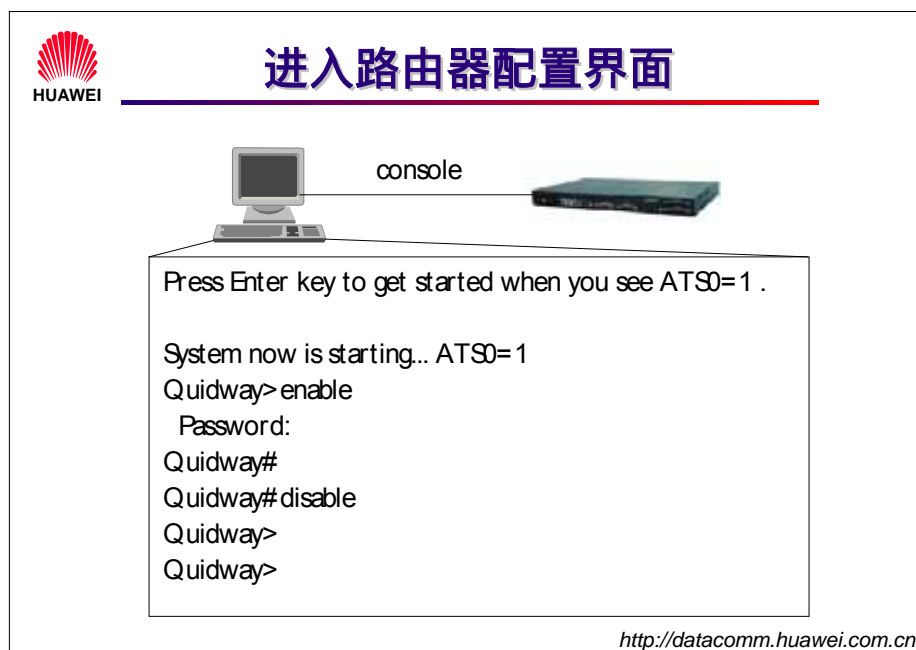 HUAWEI
进入路由器配置界面
console
Press Enter key to get started when you see ATS0=1 .
System now is starting... ATS0=1
Quidway>enable
Password:
Quidway#
Quidway#disable
Quidway>
Quidway>
http://datacomm.huawei.com.cn